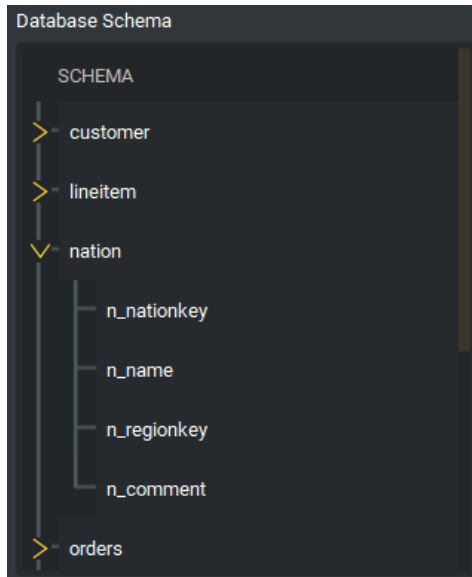 Database Schema
SCHEMA
customer
lineitem
nation
n_nationkey
n_name
n_regionkey
n_comment
orders